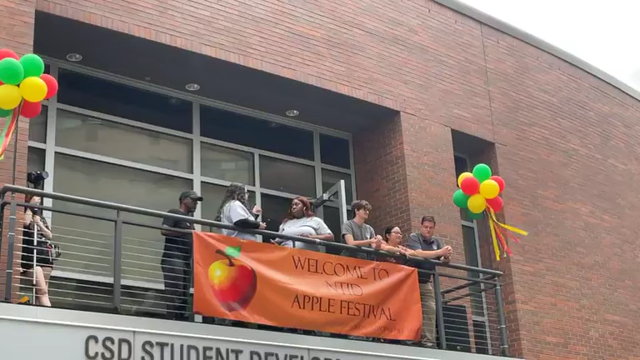 WELCOME TO
NTID
APPLE FESTIVAL
CSD STUDENT DEVELOP